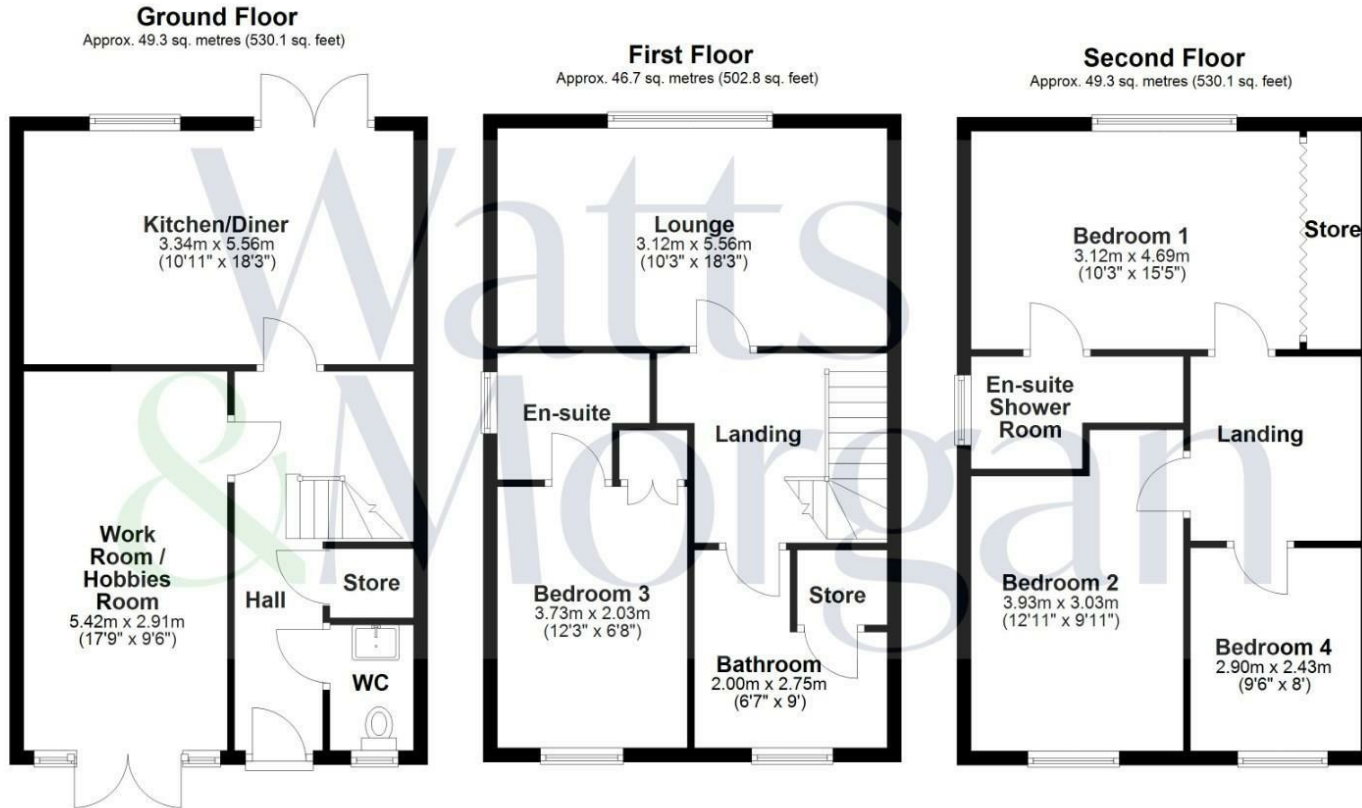 Ground Floor
Approx. 49.3 sq. metres (530.1 sq. feet)
Kitchen/Diner
3.34m x 5.56m
(10'11" x 18'3")
Work
Room /
Hobbies
Room
5.42m x 2.91m
(17'9" x 9'6")
Hall
Store
WC
First Floor
Approx. 46.7 sq. metres (502.8 sq. feet)
Lounge
3.12m x 5.56m
(10'3" x 18'3")
En-suite
Landing
Bedroom 3
3.73m x 2.03m
(12'3" x 6'8")
Store
Bathroom
2.00m x 2.75m
(6'7" x 9')
Second Floor
Approx. 49.3 sq. metres (530.1 sq. feet)
Bedroom 1
3.12m x 4.69m
(10'3" x 15'5")
Store
En-suite
Shower
Room
Landing
Bedroom 2
3.93m x 3.03m
(12'11" x 9'11")
Bedroom 4
2.90m x 2.43m
(9'6" x 8')
Watts
&Morgan